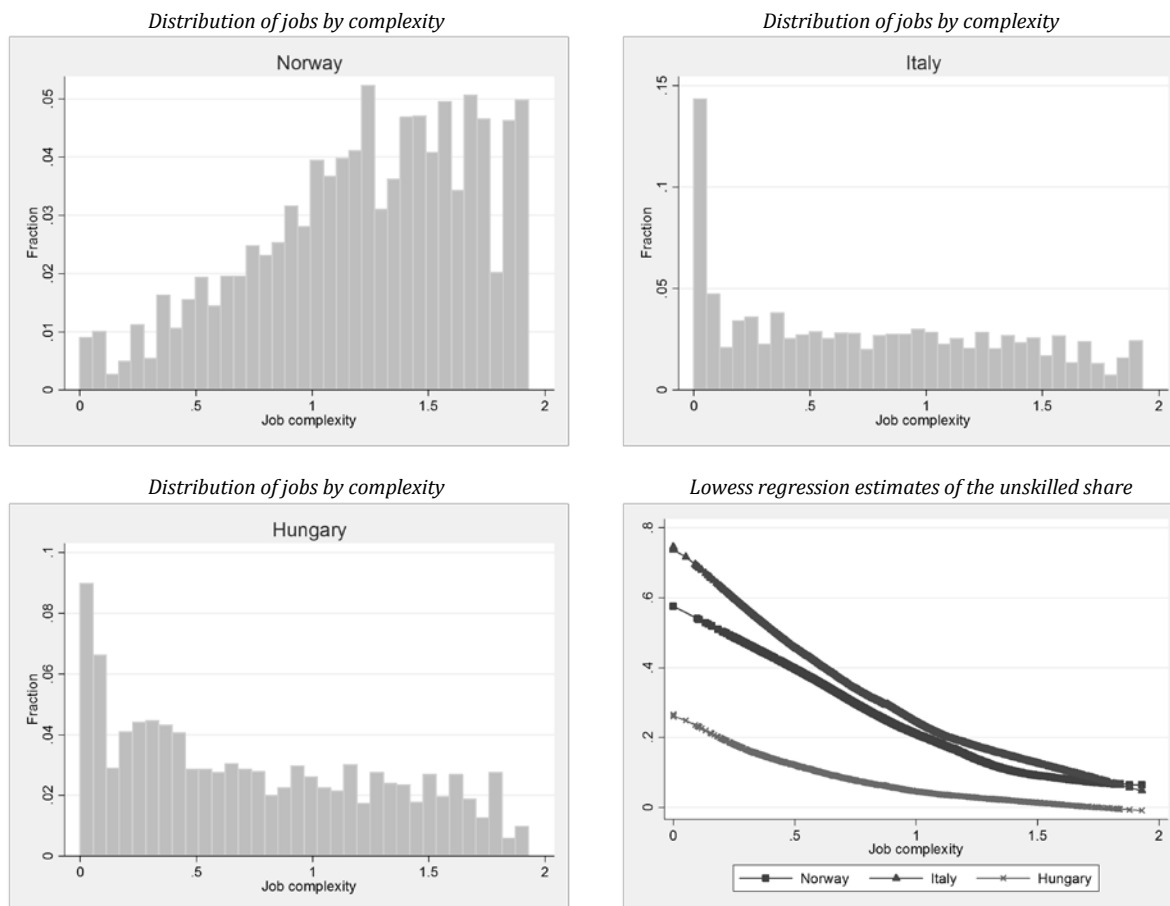 Distribution of jobs by complexity
Norway
Fraction
0 .01 .02 .03 .04 .05
0 .5 1 1.5 2
Job complexity
Distribution of jobs by complexity
Italy
Fraction
0 .05 .1 .15
0 .5 1 1.5 2
Job complexity
Distribution of jobs by complexity
Hungary
Fraction
0 .02 .04 .06 .08 .1
0 .5 1 1.5 2
Job complexity
Lowess regression estimates of the unskilled share
0 .2 .4 .6 .8
0 .5 1 1.5 2
Job complexity
Norway Italy Hungary